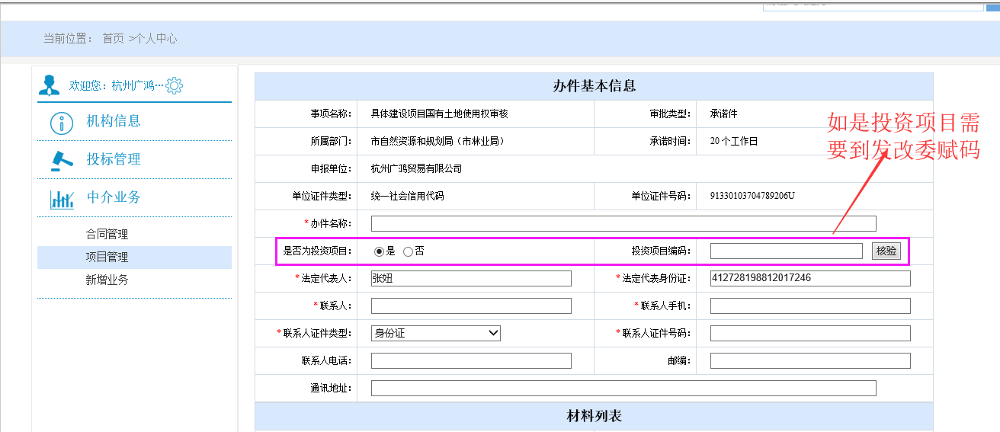 当前位置： 首页 >个人中心
欢迎您：杭州广鸿…
机构信息
投标管理
中介业务
合同管理
项目管理
新增业务
办件基本信息
事项名称： 具体建设项目国有土地使用权审核 审批类型： 承诺件
所属部门： 市自然资源和规划局（市林业局） 承诺时间： 20个工作日
申报单位： 杭州广鸿贸易有限公司
单位证件类型： 统一社会信用代码 单位证件号码： 91330103704789206U
*办件名称：
是否为投资项目： 是 否 投资项目编码： 核验
*法定代表人： 张妞 *法定代表身份证： 412728198812017246
*联系人： *联系人手机：
*联系人证件类型： 身份证 *联系人证件号码：
联系人电话： 邮编：
通讯地址：
材料列表
如是投资项目需
要到发改委赋码